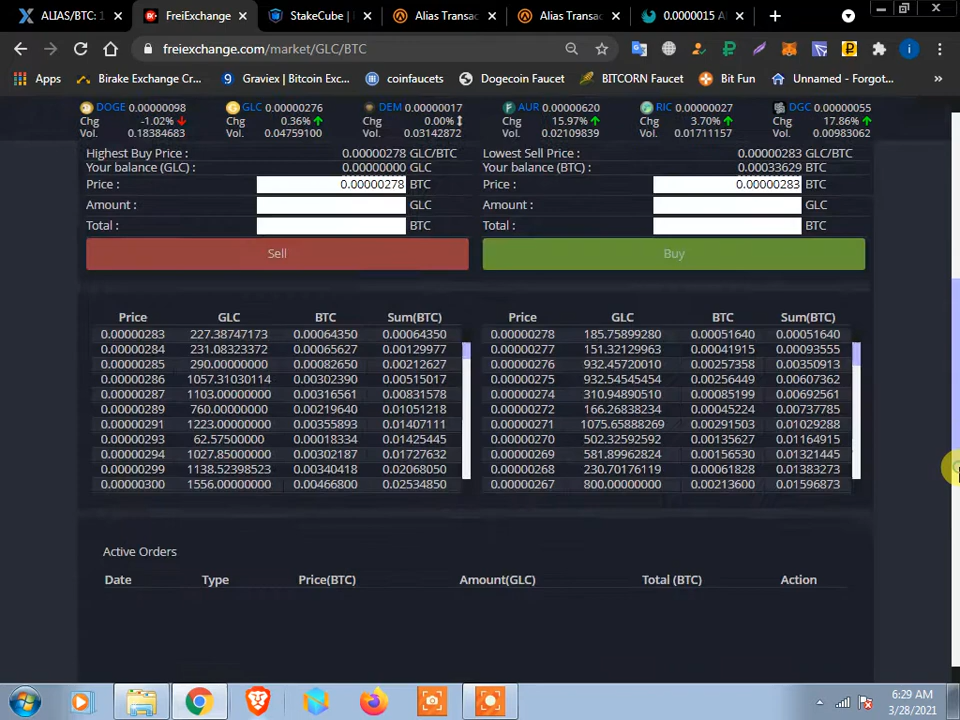 ALIAS/BTC: 1 FreiExchange StakeCube | Alias Transac Alias Transac 0.0000015 AL
freiexchange.com/market/GLC/BTC
Apps Birake Exchange Cr... Graviex | Bitcoin Exc... coinfaucets Dogecoin Faucet BITCORN Faucet Bit Fun Unnamed - Forgot... »
DOGE 0.00000098 GLC 0.00000276 DEM 0.00000017 AUR 0.00000620 RIC 0.00000027 DGC 0.00000055
Chg -1.02% Chg 0.36% Chg 0.00% Chg 15.97% Chg 3.70% Chg 17.86%
Vol. 0.18384683 Vol. 0.04759100 Vol. 0.03142872 Vol. 0.02109839 Vol. 0.01711157 Vol. 0.00983062
Highest Buy Price : 0.00000278 GLC/BTC Lowest Sell Price : 0.00000283 GLC/BTC
Your balance (GLC) : 0.00000000 GLC Your balance (BTC) : 0.00033629 BTC
Price : 0.00000278 BTC Price : 0.00000283 BTC
Amount : GLC Amount : GLC
Total : BTC Total : BTC
Sell Buy
Price GLC BTC Sum(BTC) Price GLC BTC Sum(BTC)
0.00000283 227.38747173 0.00064350 0.00064350 0.00000278 185.75899280 0.00051640 0.00051640
0.00000284 231.08323372 0.00065627 0.00129977 0.00000277 151.32129963 0.00041915 0.00093555
0.00000285 290.00000000 0.00082650 0.00212627 0.00000276 932.45720010 0.00257358 0.00350913
0.00000286 1057.31030114 0.00302390 0.00515017 0.00000275 932.54545454 0.00256449 0.00607362
0.00000287 1103.00000000 0.00316561 0.00831578 0.00000274 310.94890510 0.00085199 0.00692561
0.00000289 760.00000000 0.00219640 0.01051218 0.00000272 166.26838234 0.00045224 0.00737785
0.00000291 1223.00000000 0.00355893 0.01407111 0.00000271 1075.65888269 0.00291503 0.01029288
0.00000293 62.57500000 0.00018334 0.01425445 0.00000270 502.32592592 0.00135627 0.01164915
0.00000294 1027.85000000 0.00302187 0.01727632 0.00000269 581.89962824 0.00156530 0.01321445
0.00000299 1138.52398523 0.00340418 0.02068050 0.00000268 230.70176119 0.00061828 0.01383273
0.00000300 1556.00000000 0.00466800 0.02534850 0.00000267 800.00000000 0.00213600 0.01596873
Active Orders
Date Type Price(BTC) Amount(GLC) Total (BTC) Action
6:29 AM
3/28/2021